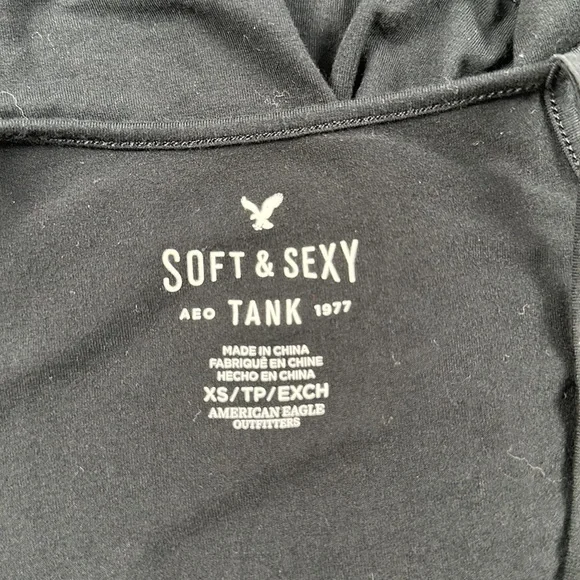 SOFT & SEXY
AEO TANK 1977
MADE IN CHINA
FABRIQUÉ EN CHINE
HECHO EN CHINA
XS/TP/EXCH
AMERICAN EAGLE
OUTFITTERS